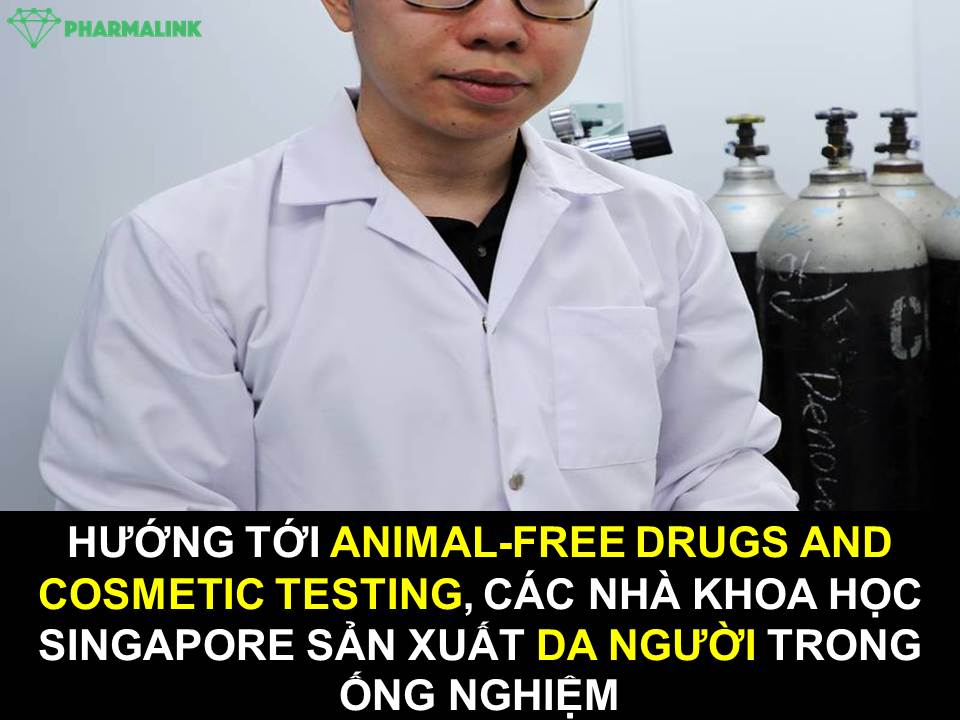 PHARMALINK
HƯỚNG TỚI ANIMAL-FREE DRUGS AND
COSMETIC TESTING, CÁC NHÀ KHOA HỌC
SINGAPORE SẢN XUẤT DA NGƯỜI TRONG
ỐNG NGHIỆM